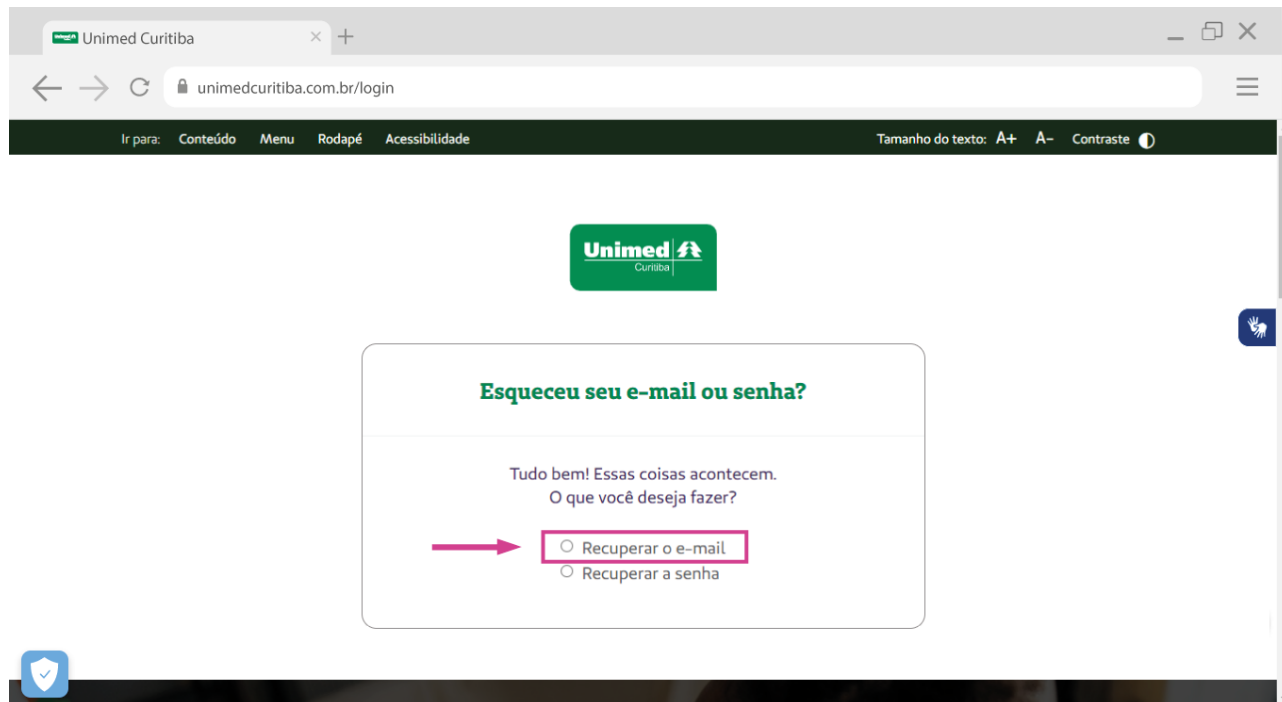 Unimed Curitiba
unimedcuritiba.com.br/login
Ir para: Conteúdo Menu Rodapé Acessibilidade
Tamanho do texto: A+ A- Contraste
Unimed
Curitiba
Esqueceu seu e-mail ou senha?
Tudo bem! Essas coisas acontecem.
O que você deseja fazer?
Recuperar o e-mail
Recuperar a senha